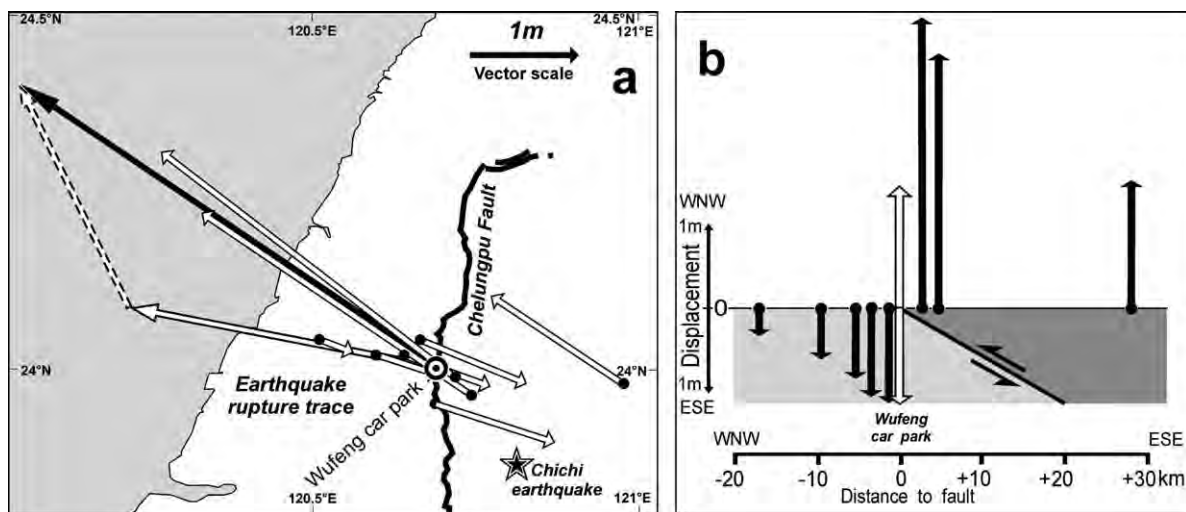 24.5°N
120.5°E
24.5°N
121°E
1m
Vector scale
a
Chelungpu Fault
24°N
24°N
Earthquake
rupture trace
Wufeng car park
Chichi
earthquake
120.5°E
121°E
b
WNW
1m
0
Displacement
1m
ESE
Wufeng
car park
WNW
ESE
-20
-10
0
+10
+20
+30km
Distance to fault